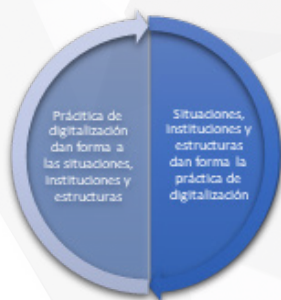 Práctica de
digitalización
dan forma a
las situaciones,
instituciones y
estructuras
Situaciones,
instituciones y
estructuras
dan forma la
práctica de
digitalización